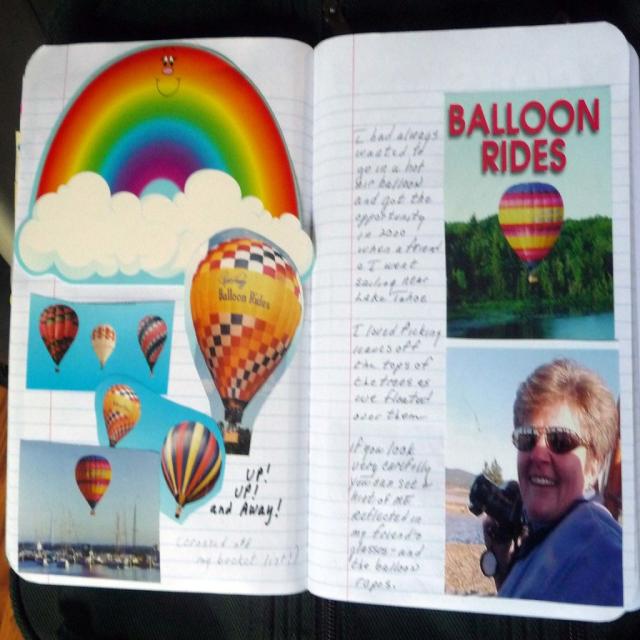 Balloon Rides
UP!
UP!
and Away!
crossed off
my bucket list!!
BALLOON
RIDES
I had always
wanted to
go in a hot
air balloon
and got the
opportunity
in 2000
when a friend
& I went
sailing near
Lake Tahoe
I loved Picking
leaves off
the tops of
the trees as
we floated
over them
If you look
very carefully
you can see a
hint of ME
reflected in
my friend's
glasses - and
the balloon
ropes.